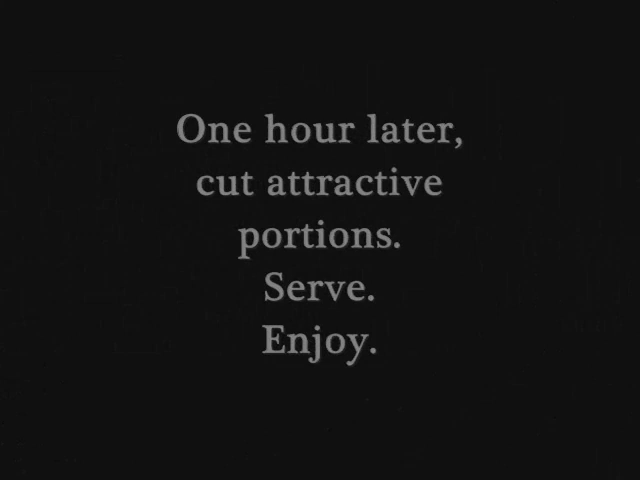 One hour later,
cut attractive
portions.
Serve.
Enjoy.